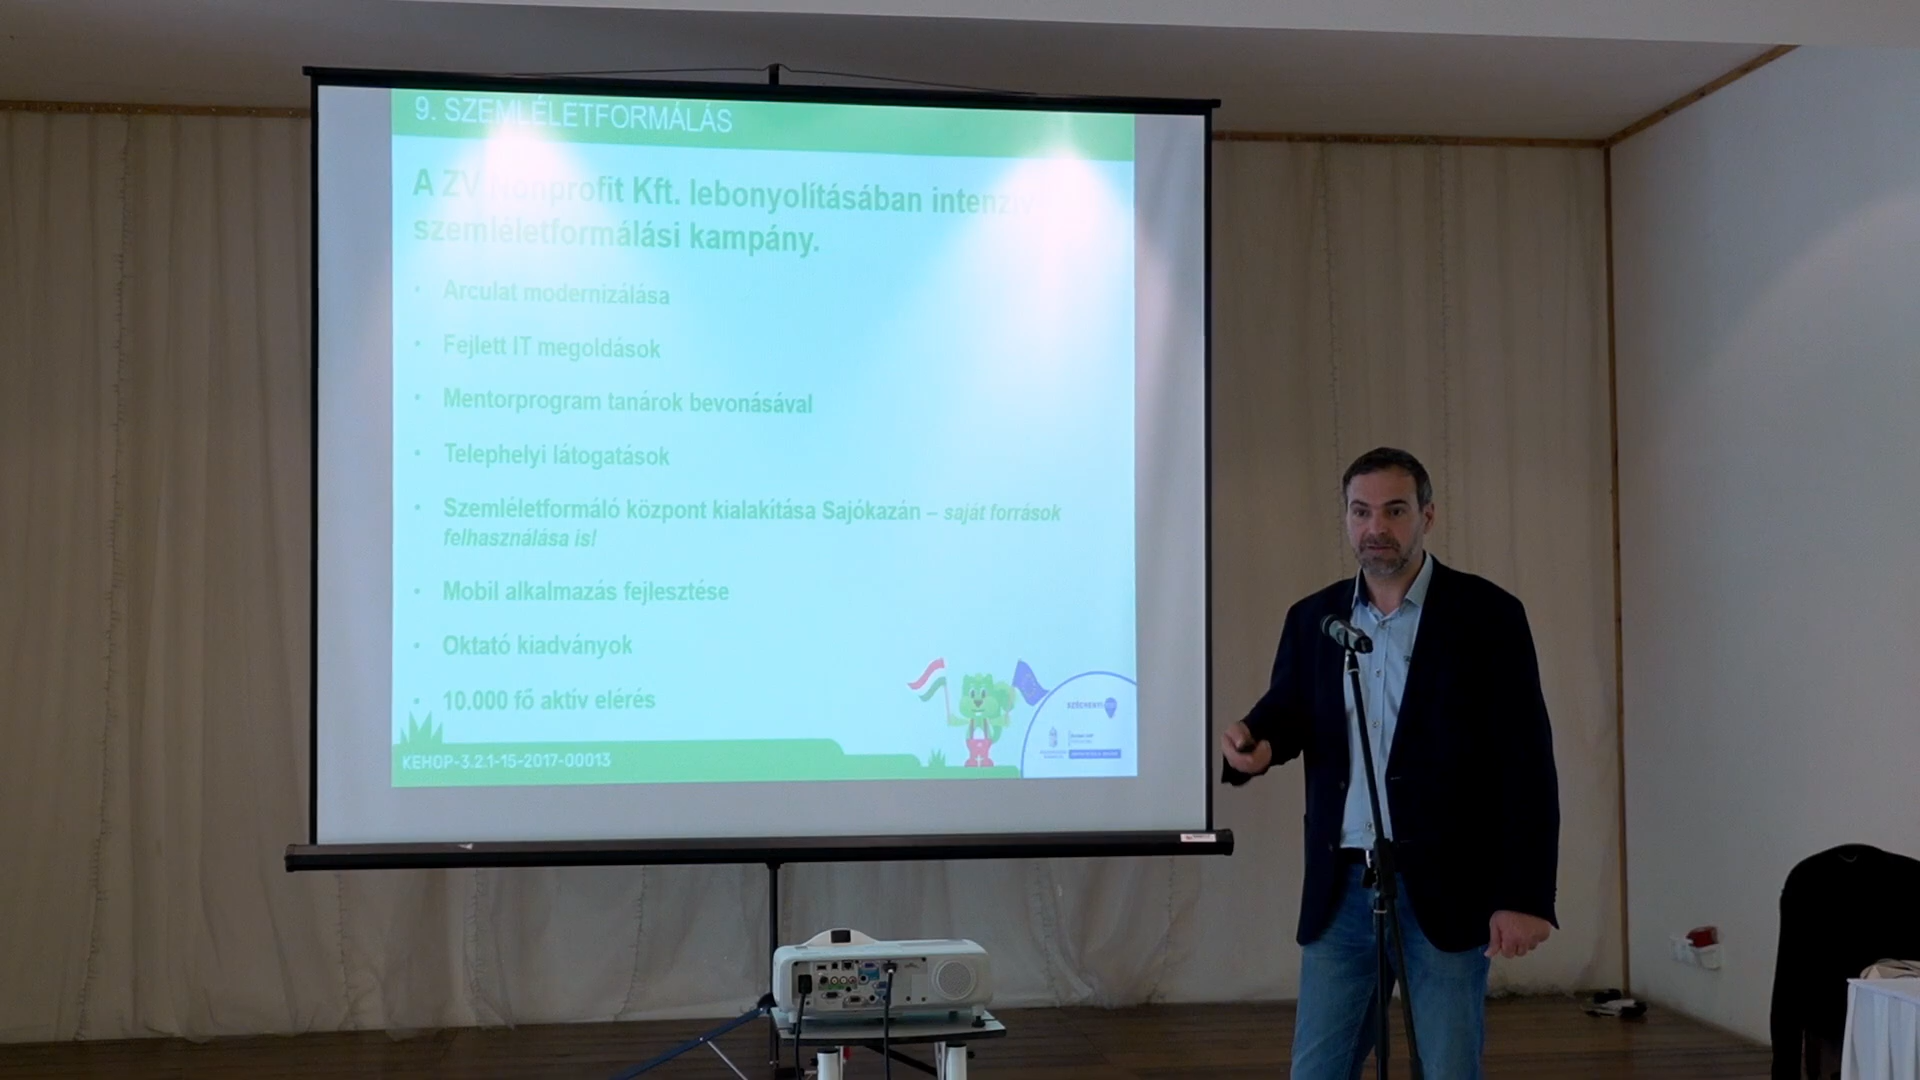 9. SZEMLÉLETFORMÁLÁS
A ZV Nonprofit Kft. lebonyolításában intenzív
szemléletformálási kampány.
• Arculat modernizálása
• Fejlett IT megoldások
• Mentorprogram tanárok bevonásával
• Telephelyi látogatások
• Szemléletformáló központ kialakítása Sajókazán – saját források
felhasználása is!
• Mobil alkalmazás fejlesztése
• Oktató kiadványok
• 10.000 fő aktív elérés
SZÉCHENYI
KEHOP-3.2.1-15-2017-00013